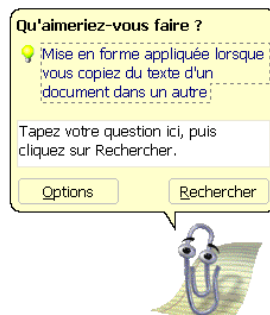 Qu'aimeriez-vous faire ?
Mise en forme appliquée lorsque
vous copiez du texte d'un
document dans un autre
Tapez votre question ici, puis
cliquez sur Rechercher.
Options
Rechercher